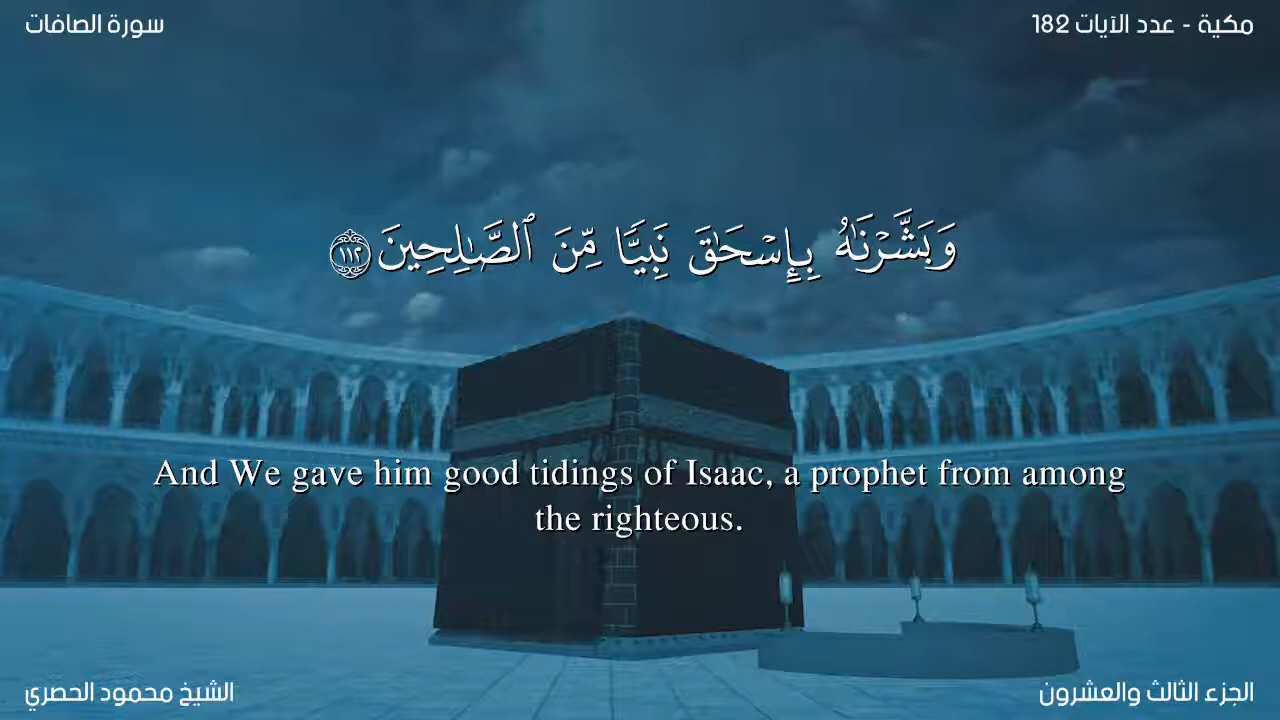 سورة الصافات
مكية - عدد الآيات 182
وَبَشَّرْنَـٰهُ بِإِسْحَـٰقَ نَبِيًّا مِّنَ ٱلصَّـٰلِحِينَ ١١٢
And We gave him good tidings of Isaac, a prophet from among
the righteous.
الشيخ محمود الحصري
الجزء الثالث والعشرون